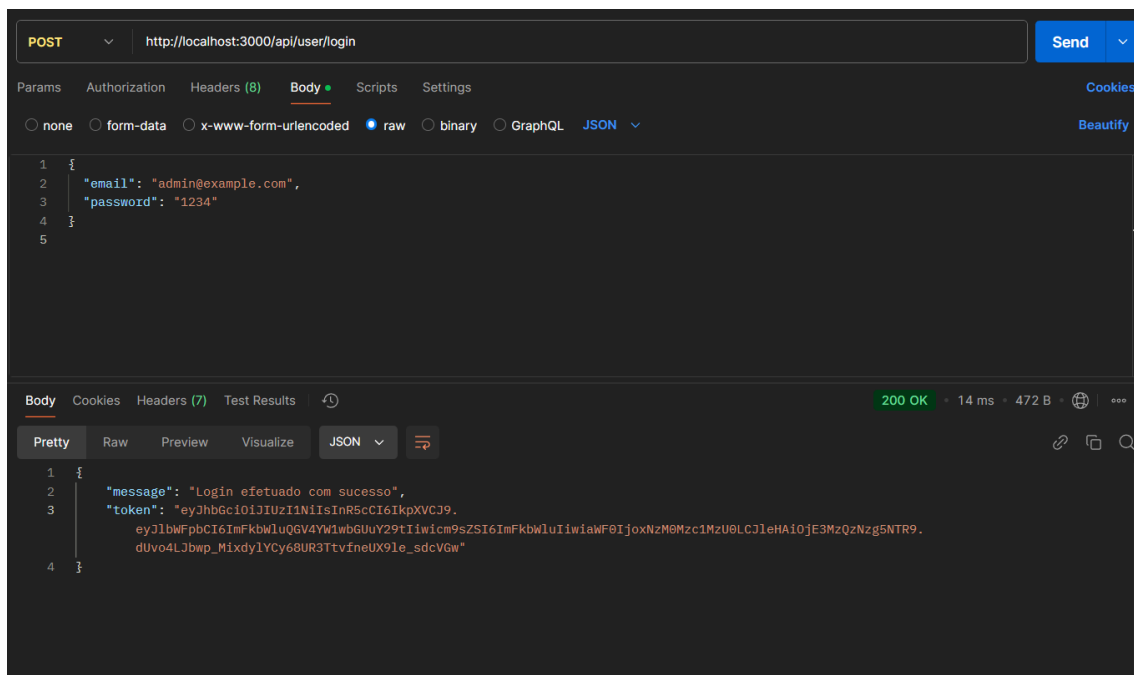 POST http://localhost:3000/api/user/login Send
Params Authorization Headers (8) Body Scripts Settings Cookies
none form-data x-www-form-urlencoded raw binary GraphQL JSON Beautify
1 {
2 "email": "admin@example.com",
3 "password": "1234"
4 }
5
Body Cookies Headers (7) Test Results 200 OK 14 ms 472 B
Pretty Raw Preview Visualize JSON
1 {
2 "message": "Login efetuado com sucesso",
3 "token": "eyJhbGciOiJIUzI1NiIsInR5cCI6IkpXVCJ9.
eyJlbWFpbCI6ImFkbWluQGV4YW1wbGUuY29tIiwicm9sZSI6ImFkbWluIiwiaWF0IjoxNzM0Mzc1MzU0LCJleHAiOjE3MzQzNzg5NTR9.
dUvo4LJbwp_MixdylYCy68UR3TtvfneUX9le_sdcVGw"
4 }